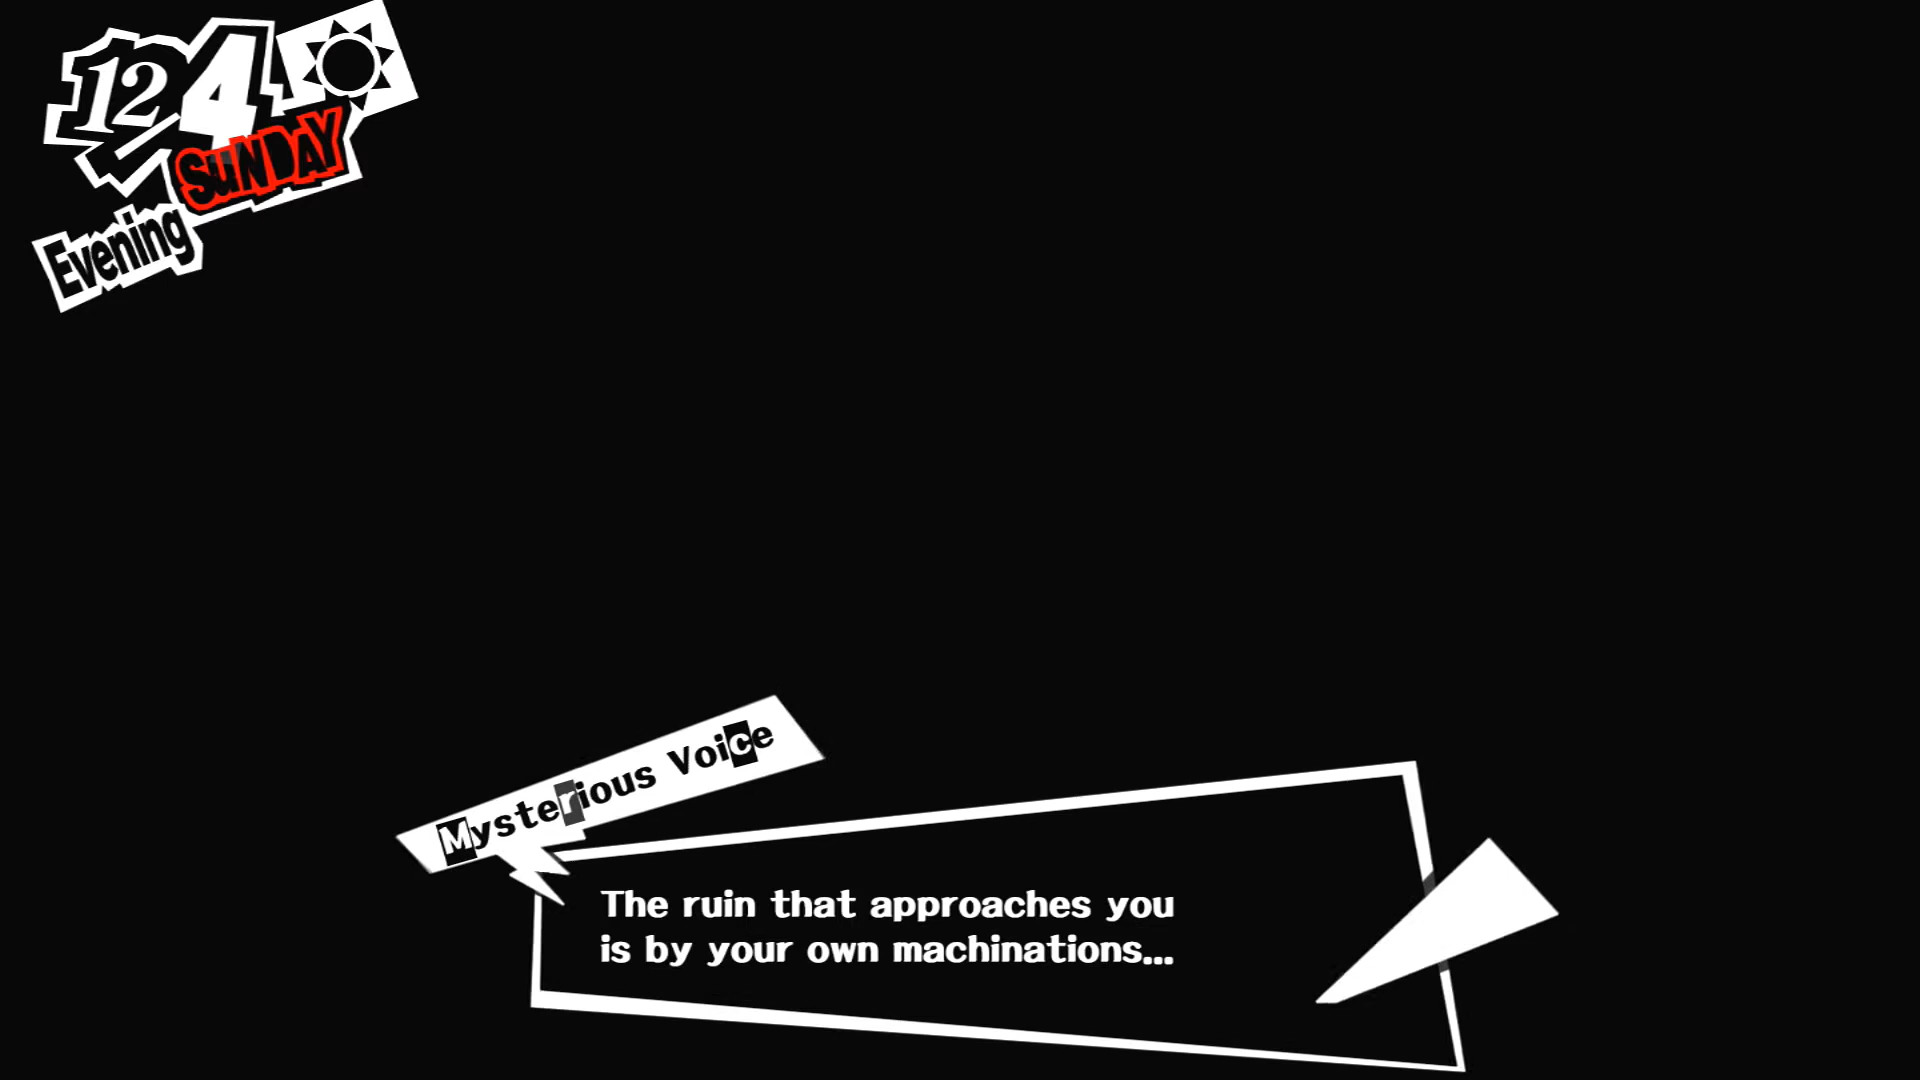 12/4
SuNDAY
Evening
Mysterious Voice
The ruin that approaches you
is by your own machinations...